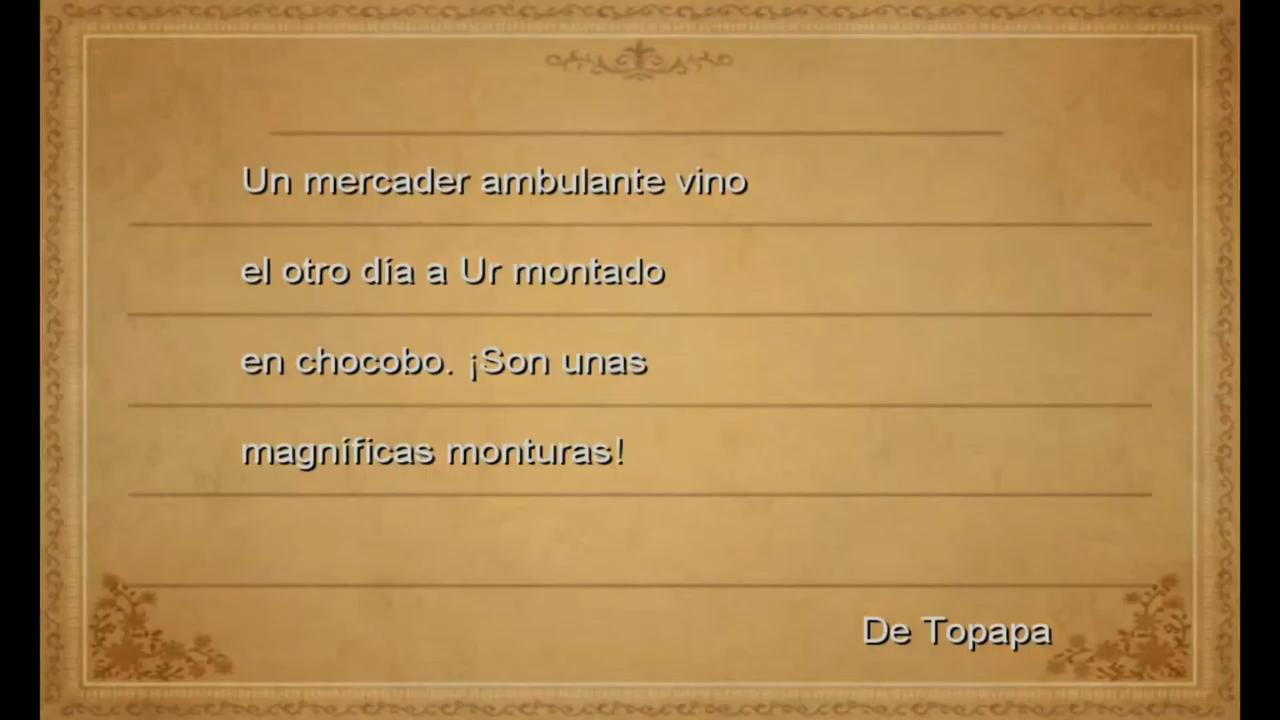 Un mercader ambulante vino
el otro día a Ur montado
en chocobo. ¡Son unas
magníficas monturas!
De Topapa